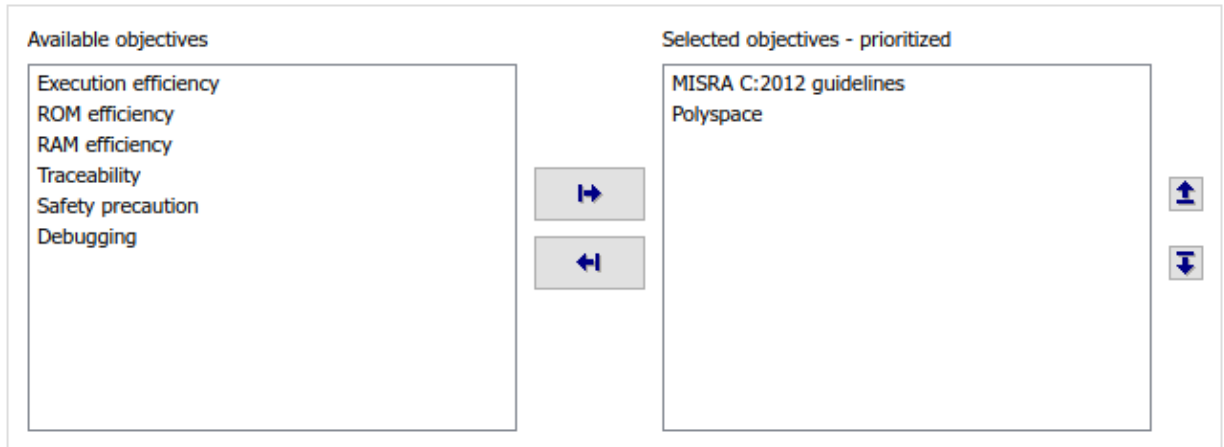 Available objectives
Execution efficiency
ROM efficiency
RAM efficiency
Traceability
Safety precaution
Debugging
Selected objectives - prioritized
MISRA C:2012 guidelines
Polyspace